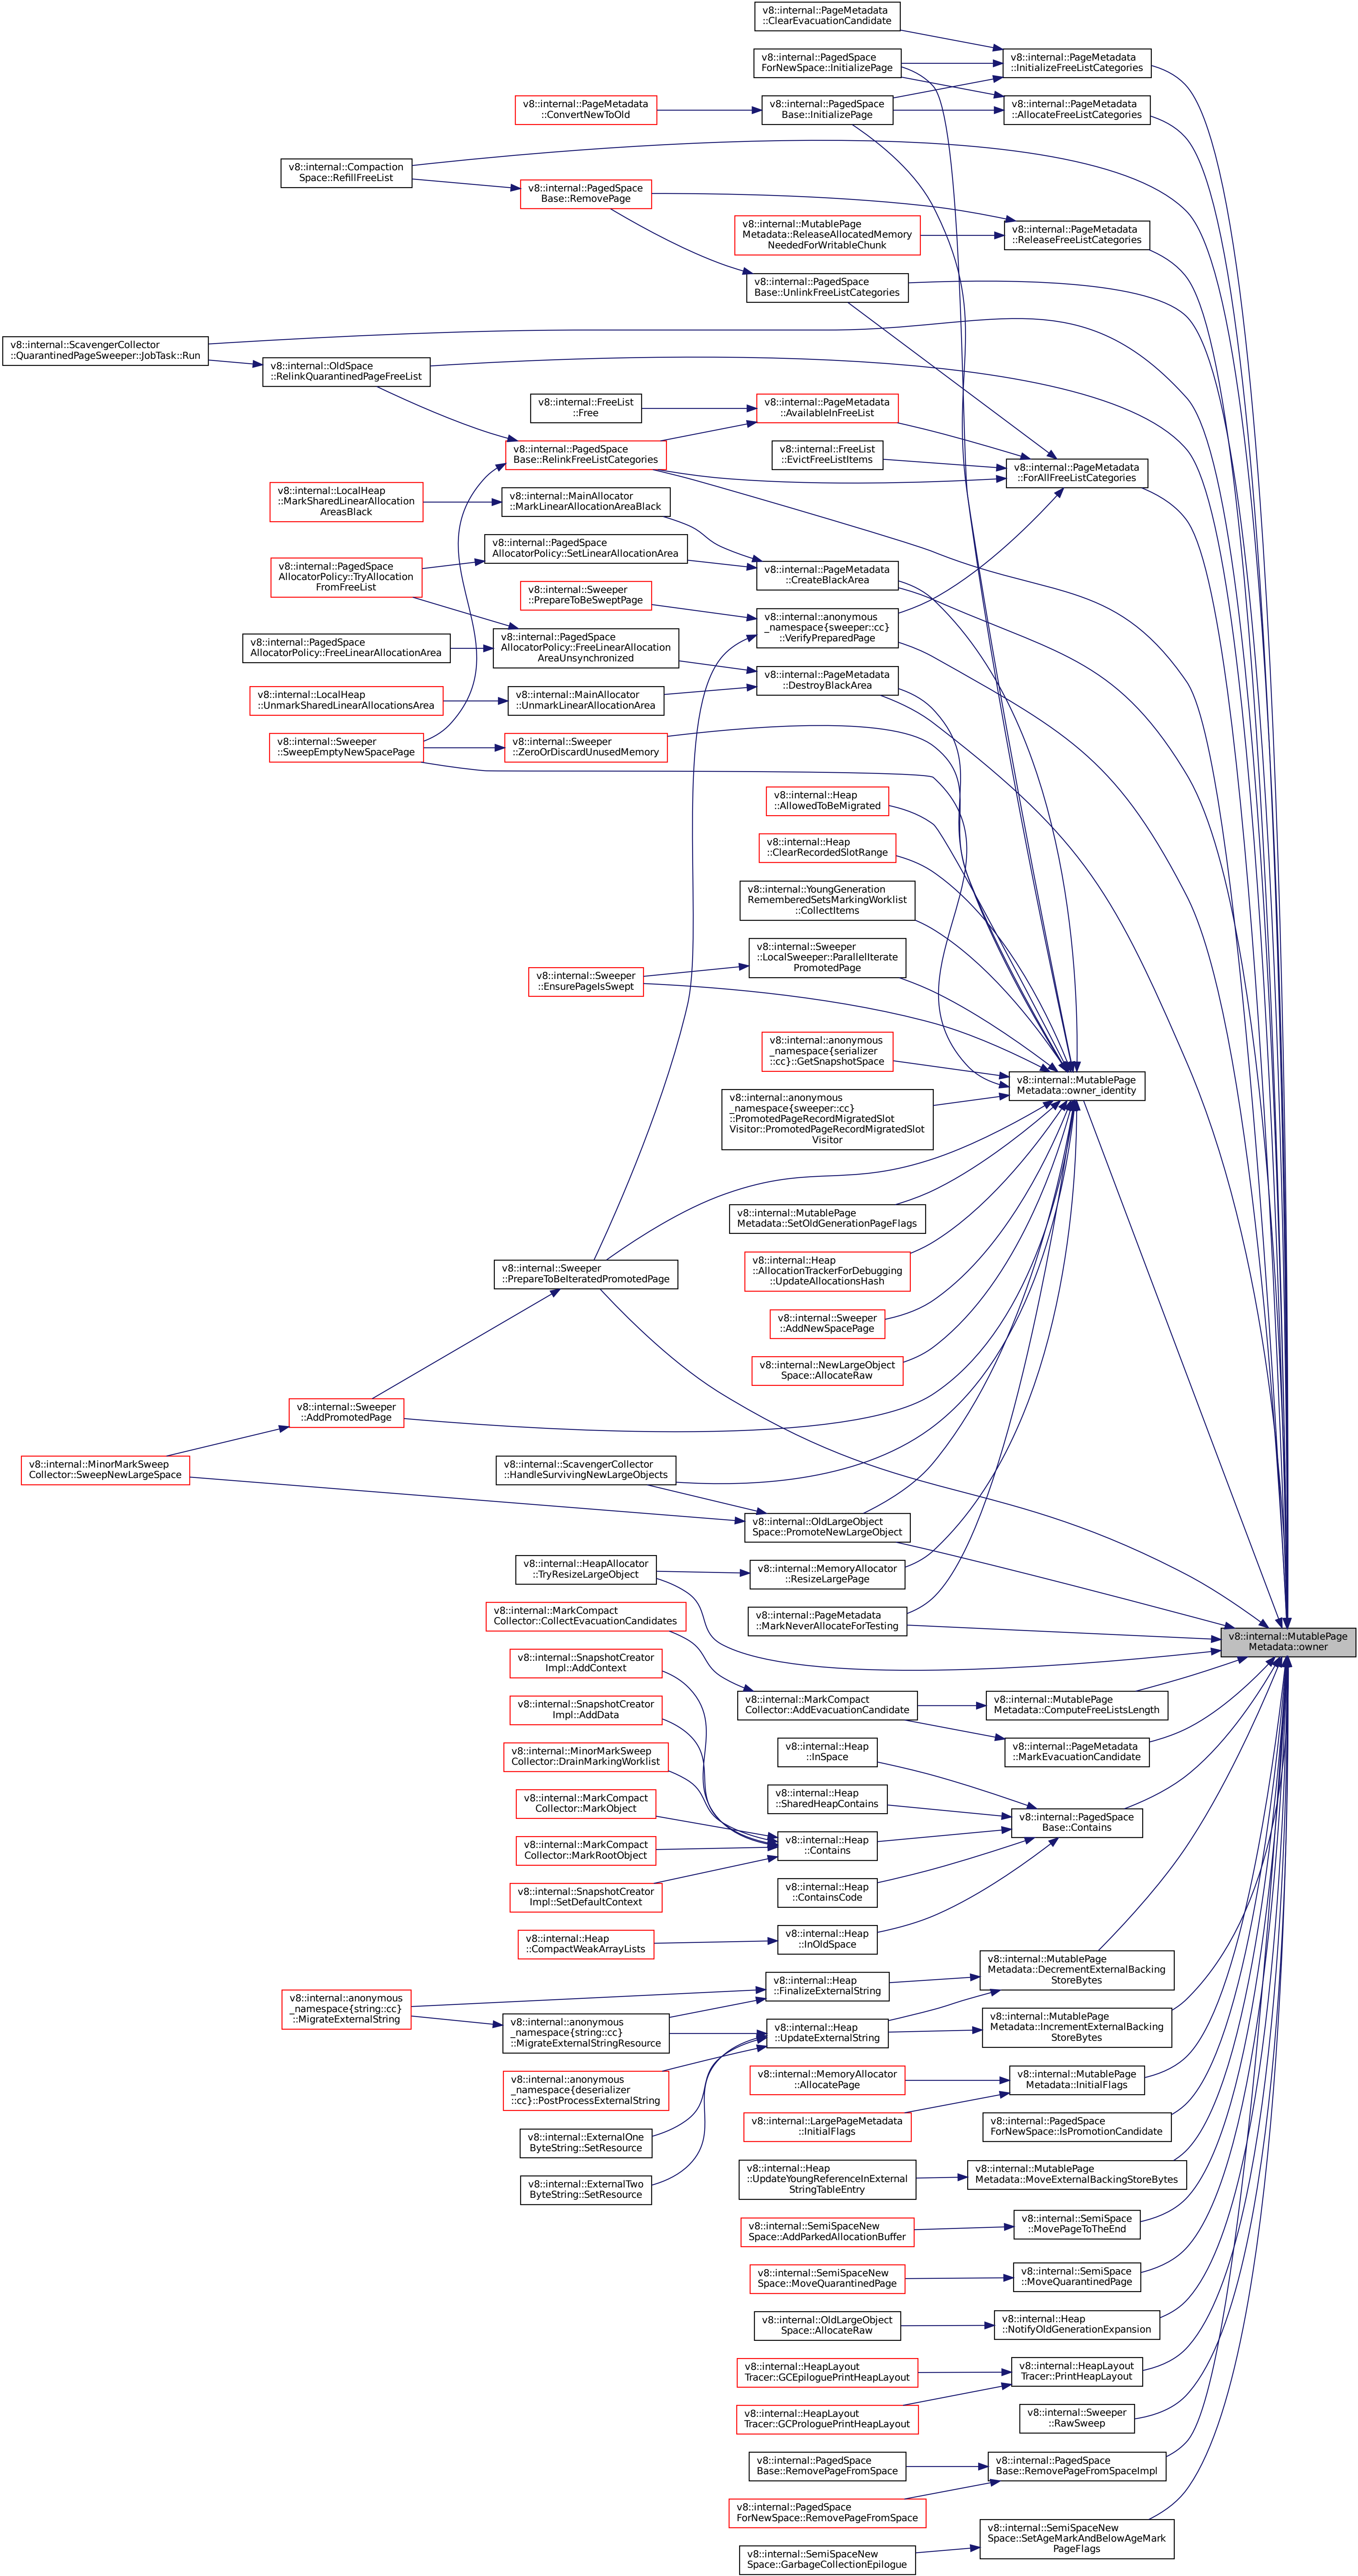 v8::internal::PageMetadata
::ClearEvacuationCandidate
v8::internal::PagedSpace
ForNewSpace::InitializePage
v8::internal::PageMetadata
::InitializeFreeListCategories
v8::internal::PageMetadata
::ConvertNewToOld
v8::internal::PagedSpace
Base::InitializePage
v8::internal::PageMetadata
::AllocateFreeListCategories
v8::internal::Compaction
Space::RefillFreeList
v8::internal::PagedSpace
Base::RemovePage
v8::internal::MutablePage
Metadata::ReleaseAllocatedMemory
NeededForWritableChunk
v8::internal::PageMetadata
::ReleaseFreeListCategories
v8::internal::PagedSpace
Base::UnlinkFreeListCategories
v8::internal::ScavengerCollector
::QuarantinedPageSweeper::JobTask::Run
v8::internal::OldSpace
::RelinkQuarantinedPageFreeList
v8::internal::FreeList
::Free
v8::internal::PageMetadata
::AvailableInFreeList
v8::internal::PagedSpace
Base::RelinkFreeListCategories
v8::internal::FreeList
::EvictFreeListItems
v8::internal::PageMetadata
::ForAllFreeListCategories
v8::internal::LocalHeap
::MarkSharedLinearAllocation
AreasBlack
v8::internal::MainAllocator
::MarkLinearAllocationAreaBlack
v8::internal::PagedSpace
AllocatorPolicy::SetLinearAllocationArea
v8::internal::PagedSpace
AllocatorPolicy::TryAllocation
FromFreeList
v8::internal::PageMetadata
::CreateBlackArea
v8::internal::Sweeper
::PrepareToBeSweptPage
v8::internal::anonymous
_namespace{sweeper::cc}
::VerifyPreparedPage
v8::internal::PagedSpace
AllocatorPolicy::FreeLinearAllocationArea
v8::internal::PagedSpace
AllocatorPolicy::FreeLinearAllocation
AreaUnsynchronized
v8::internal::PageMetadata
::DestroyBlackArea
v8::internal::LocalHeap
::UnmarkSharedLinearAllocationsArea
v8::internal::MainAllocator
::UnmarkLinearAllocationArea
v8::internal::Sweeper
::SweepEmptyNewSpacePage
v8::internal::Sweeper
::ZeroOrDiscardUnusedMemory
v8::internal::Heap
::AllowedToBeMigrated
v8::internal::Heap
::ClearRecordedSlotRange
v8::internal::YoungGeneration
RememberedSetsMarkingWorklist
::CollectItems
v8::internal::Sweeper
::LocalSweeper::ParallelIterate
PromotedPage
v8::internal::Sweeper
::EnsurePageIsSwept
v8::internal::anonymous
_namespace{serializer
::cc}::GetSnapshotSpace
v8::internal::MutablePage
Metadata::owner_identity
v8::internal::anonymous
_namespace{sweeper::cc}
::PromotedPageRecordMigratedSlot
Visitor::PromotedPageRecordMigratedSlot
Visitor
v8::internal::MutablePage
Metadata::SetOldGenerationPageFlags
v8::internal::Sweeper
::PrepareToBeIteratedPromotedPage
v8::internal::Heap
::AllocationTrackerForDebugging
::UpdateAllocationsHash
v8::internal::Sweeper
::AddNewSpacePage
v8::internal::NewLargeObject
Space::AllocateRaw
v8::internal::Sweeper
::AddPromotedPage
v8::internal::MinorMarkSweep
Collector::SweepNewLargeSpace
v8::internal::ScavengerCollector
::HandleSurvivingNewLargeObjects
v8::internal::OldLargeObject
Space::PromoteNewLargeObject
v8::internal::HeapAllocator
::TryResizeLargeObject
v8::internal::MemoryAllocator
::ResizeLargePage
v8::internal::PageMetadata
::MarkNeverAllocateForTesting
v8::internal::MutablePage
Metadata::owner
v8::internal::MarkCompact
Collector::CollectEvacuationCandidates
v8::internal::SnapshotCreator
Impl::AddContext
v8::internal::MarkCompact
Collector::AddEvacuationCandidate
v8::internal::MutablePage
Metadata::ComputeFreeListsLength
v8::internal::SnapshotCreator
Impl::AddData
v8::internal::PageMetadata
::MarkEvacuationCandidate
v8::internal::MinorMarkSweep
Collector::DrainMarkingWorklist
v8::internal::Heap
::InSpace
v8::internal::MarkCompact
Collector::MarkObject
v8::internal::Heap
::SharedHeapContains
v8::internal::PagedSpace
Base::Contains
v8::internal::MarkCompact
Collector::MarkRootObject
v8::internal::Heap
::Contains
v8::internal::SnapshotCreator
Impl::SetDefaultContext
v8::internal::Heap
::ContainsCode
v8::internal::Heap
::CompactWeakArrayLists
v8::internal::Heap
::InOldSpace
v8::internal::MutablePage
Metadata::DecrementExternalBacking
StoreBytes
v8::internal::anonymous
_namespace{string::cc}
::MigrateExternalString
v8::internal::Heap
::FinalizeExternalString
v8::internal::anonymous
_namespace{string::cc}
::MigrateExternalStringResource
v8::internal::Heap
::UpdateExternalString
v8::internal::MutablePage
Metadata::IncrementExternalBacking
StoreBytes
v8::internal::anonymous
_namespace{deserializer
::cc}::PostProcessExternalString
v8::internal::MemoryAllocator
::AllocatePage
v8::internal::MutablePage
Metadata::InitialFlags
v8::internal::ExternalOne
ByteString::SetResource
v8::internal::LargePageMetadata
::InitialFlags
v8::internal::PagedSpace
ForNewSpace::IsPromotionCandidate
v8::internal::ExternalTwo
ByteString::SetResource
v8::internal::Heap
::UpdateYoungReferenceInExternal
StringTableEntry
v8::internal::MutablePage
Metadata::MoveExternalBackingStoreBytes
v8::internal::SemiSpaceNew
Space::AddParkedAllocationBuffer
v8::internal::SemiSpace
::MovePageToTheEnd
v8::internal::SemiSpaceNew
Space::MoveQuarantinedPage
v8::internal::SemiSpace
::MoveQuarantinedPage
v8::internal::OldLargeObject
Space::AllocateRaw
v8::internal::Heap
::NotifyOldGenerationExpansion
v8::internal::HeapLayout
Tracer::GCEpiloguePrintHeapLayout
v8::internal::HeapLayout
Tracer::PrintHeapLayout
v8::internal::HeapLayout
Tracer::GCProloguePrintHeapLayout
v8::internal::Sweeper
::RawSweep
v8::internal::PagedSpace
Base::RemovePageFromSpace
v8::internal::PagedSpace
Base::RemovePageFromSpaceImpl
v8::internal::PagedSpace
ForNewSpace::RemovePageFromSpace
v8::internal::SemiSpaceNew
Space::SetAgeMarkAndBelowAgeMark
PageFlags
v8::internal::SemiSpaceNew
Space::GarbageCollectionEpilogue